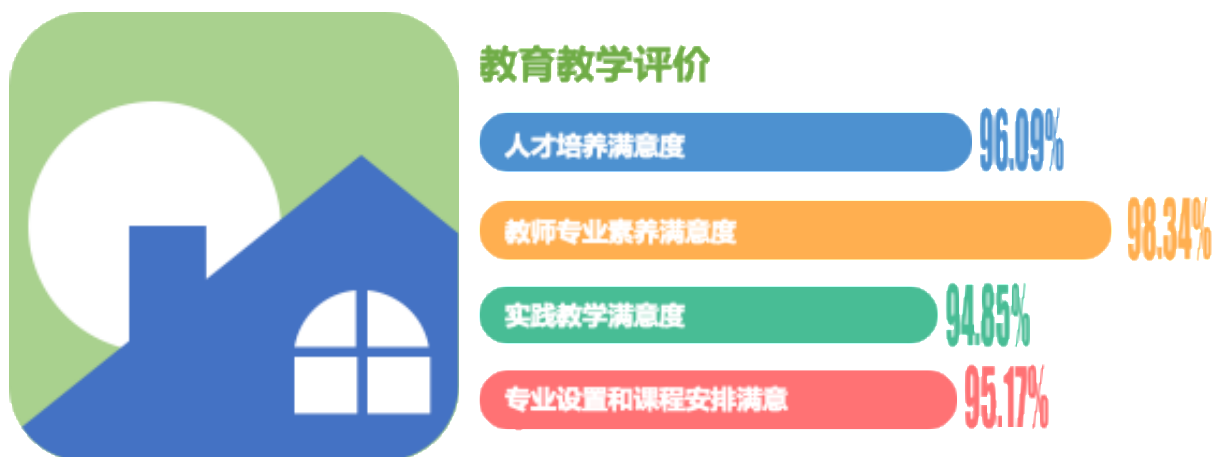 教育教学评价
人才培养满意度 96.09%
教师专业素养满意度 98.34%
实践教学满意度 94.85%
专业设置和课程安排满意 95.17%